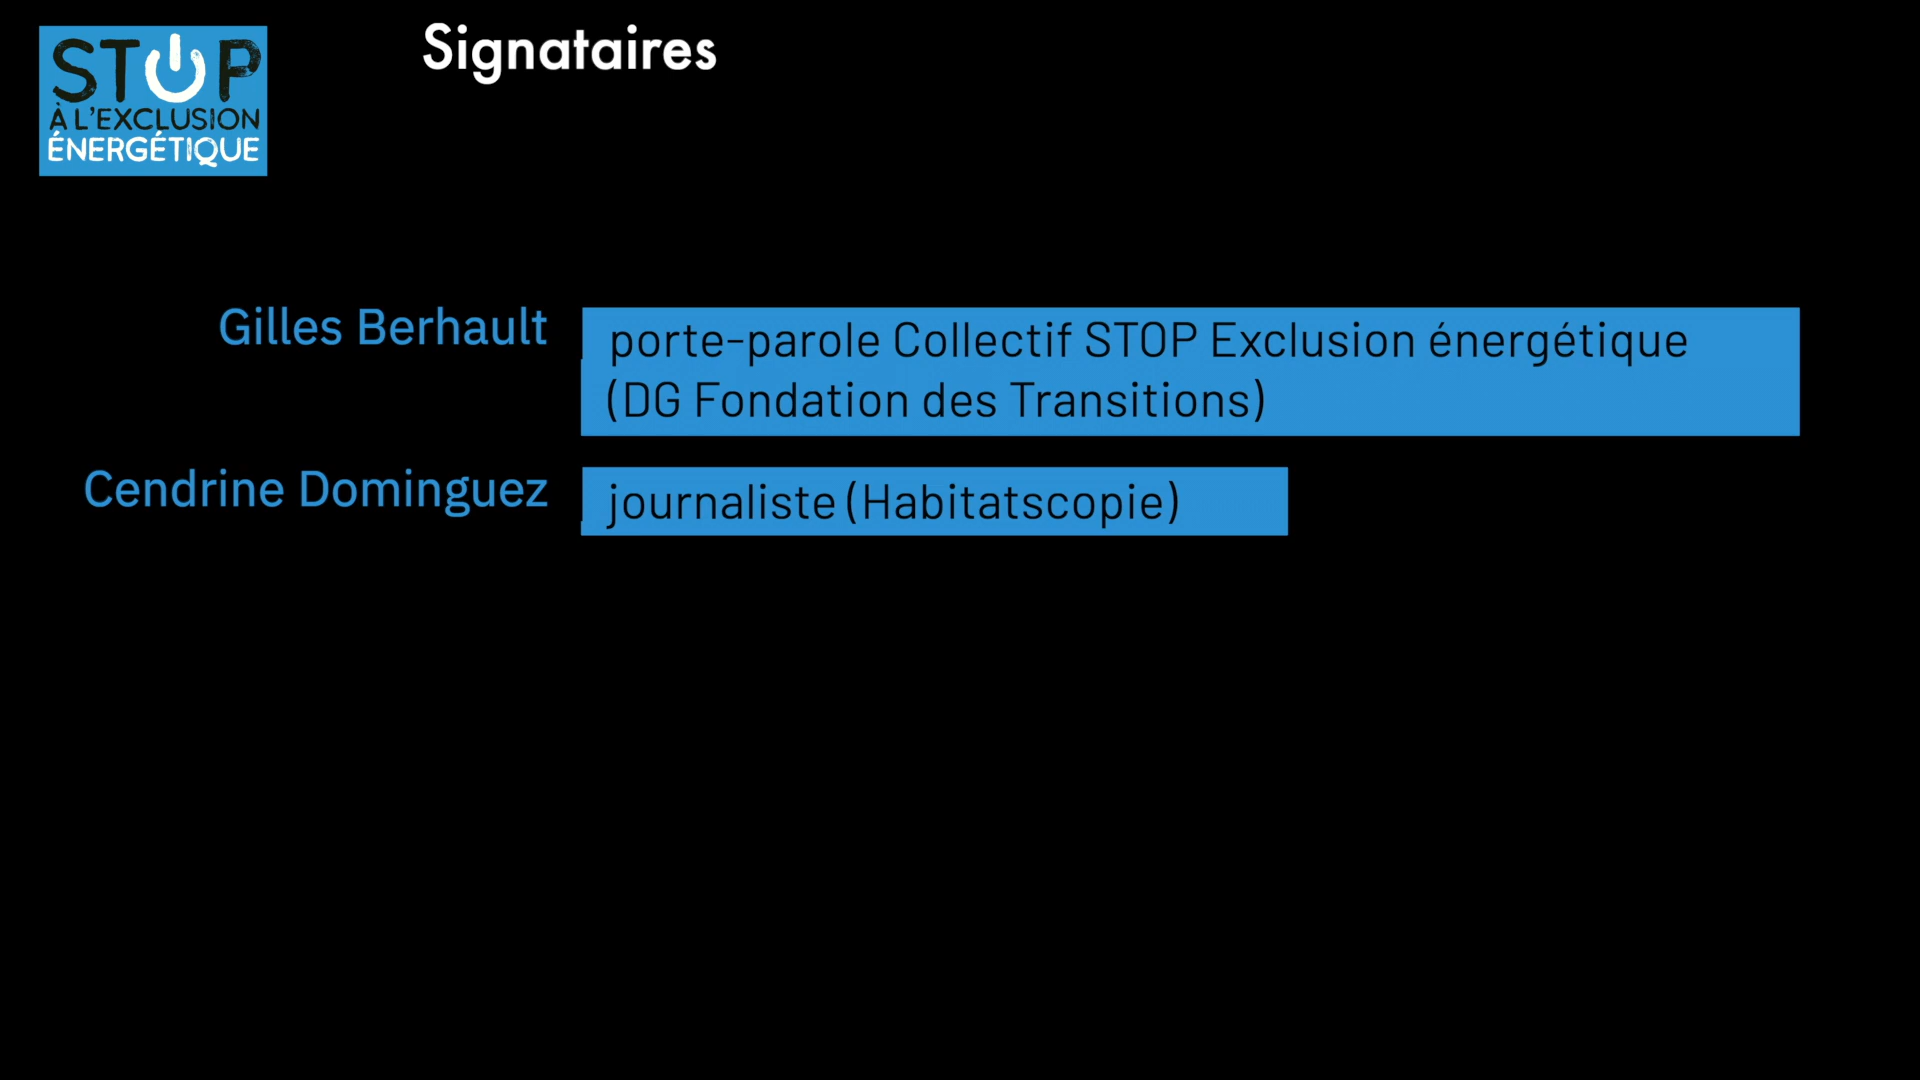 STOP
À L'EXCLUSION
ÉNERGÉTIQUE
Signataires
Gilles Berhault
porte-parole Collectif STOP Exclusion énergétique
(DG Fondation des Transitions)
Cendrine Dominguez
journaliste (Habitatscopie)